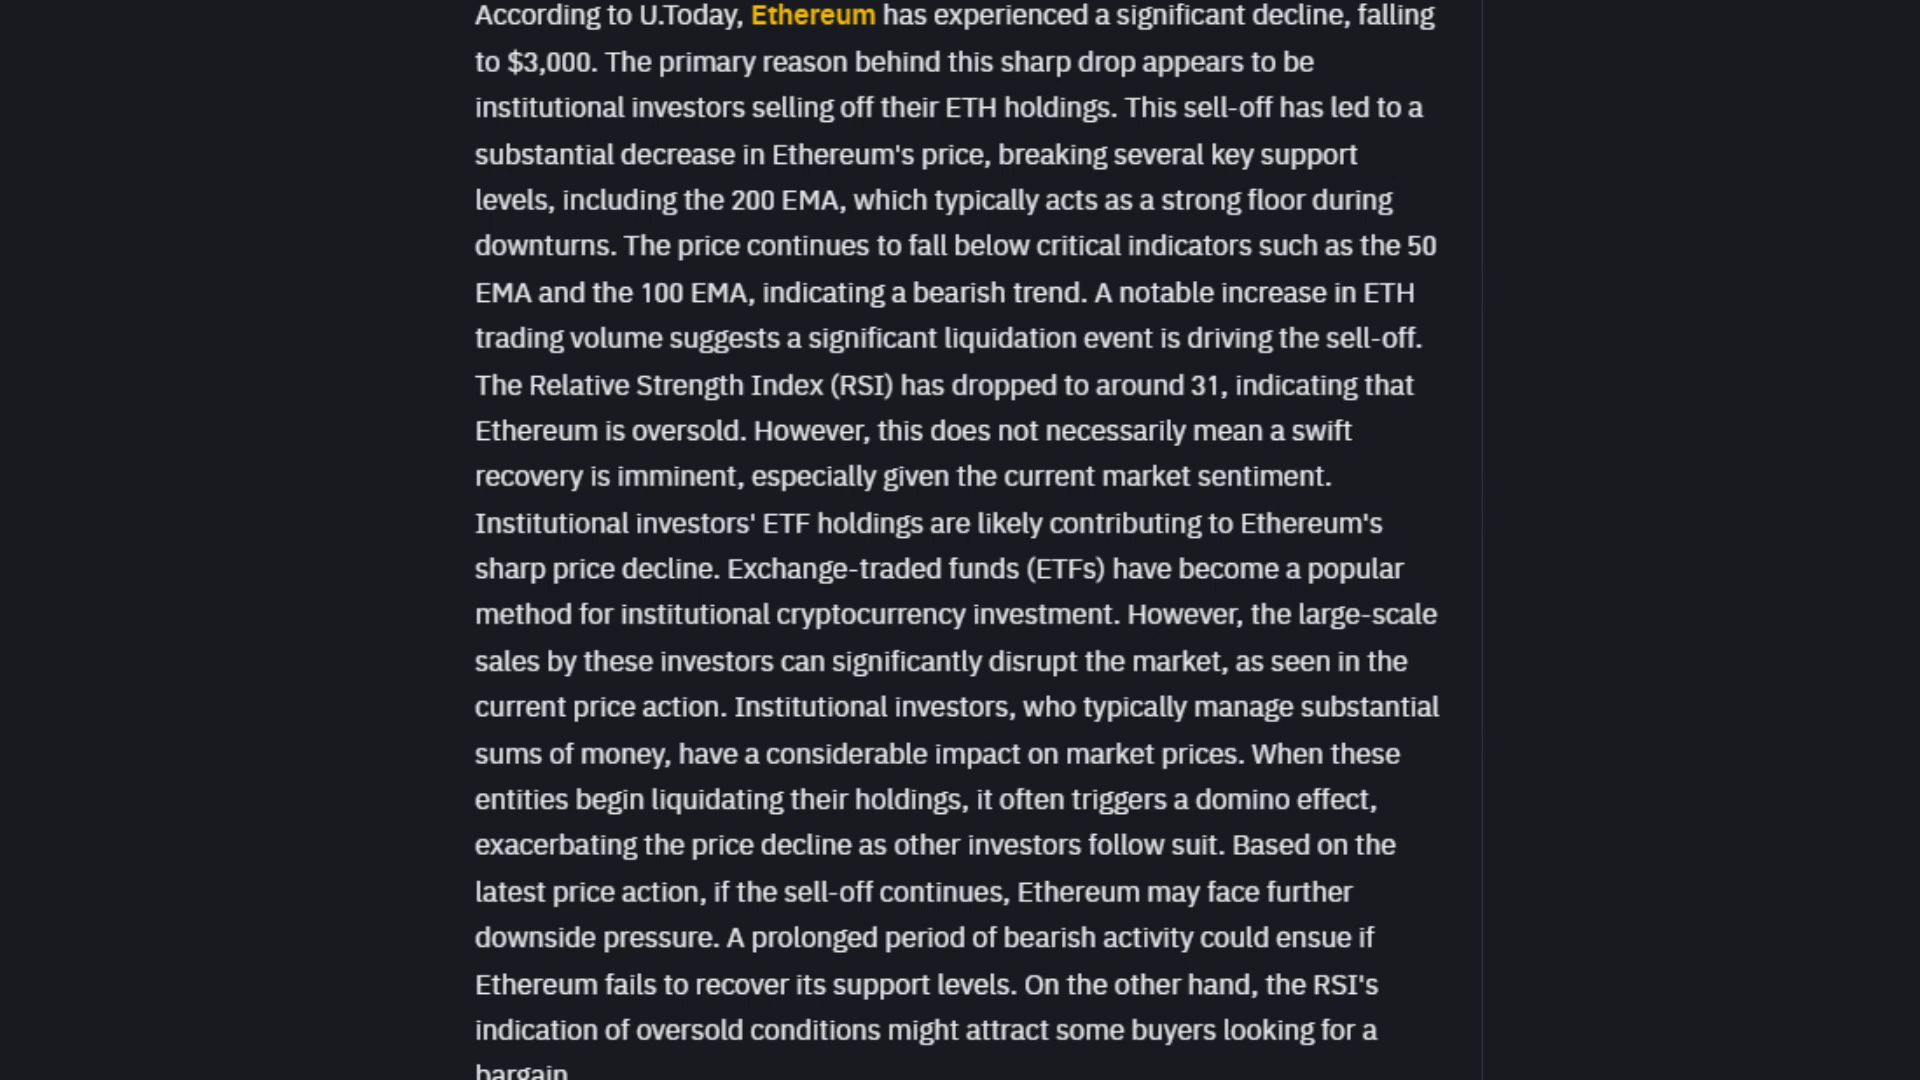 According to U.Today, Ethereum has experienced a significant decline, falling
to $3,000. The primary reason behind this sharp drop appears to be
institutional investors selling off their ETH holdings. This sell-off has led to a
substantial decrease in Ethereum's price, breaking several key support
levels, including the 200 EMA, which typically acts as a strong floor during
downturns. The price continues to fall below critical indicators such as the 50
EMA and the 100 EMA, indicating a bearish trend. A notable increase in ETH
trading volume suggests a significant liquidation event is driving the sell-off.
The Relative Strength Index (RSI) has dropped to around 31, indicating that
Ethereum is oversold. However, this does not necessarily mean a swift
recovery is imminent, especially given the current market sentiment.
Institutional investors' ETF holdings are likely contributing to Ethereum's
sharp price decline. Exchange-traded funds (ETFs) have become a popular
method for institutional cryptocurrency investment. However, the large-scale
sales by these investors can significantly disrupt the market, as seen in the
current price action. Institutional investors, who typically manage substantial
sums of money, have a considerable impact on market prices. When these
entities begin liquidating their holdings, it often triggers a domino effect,
exacerbating the price decline as other investors follow suit. Based on the
latest price action, if the sell-off continues, Ethereum may face further
downside pressure. A prolonged period of bearish activity could ensue if
Ethereum fails to recover its support levels. On the other hand, the RSI's
indication of oversold conditions might attract some buyers looking for a
bargain.